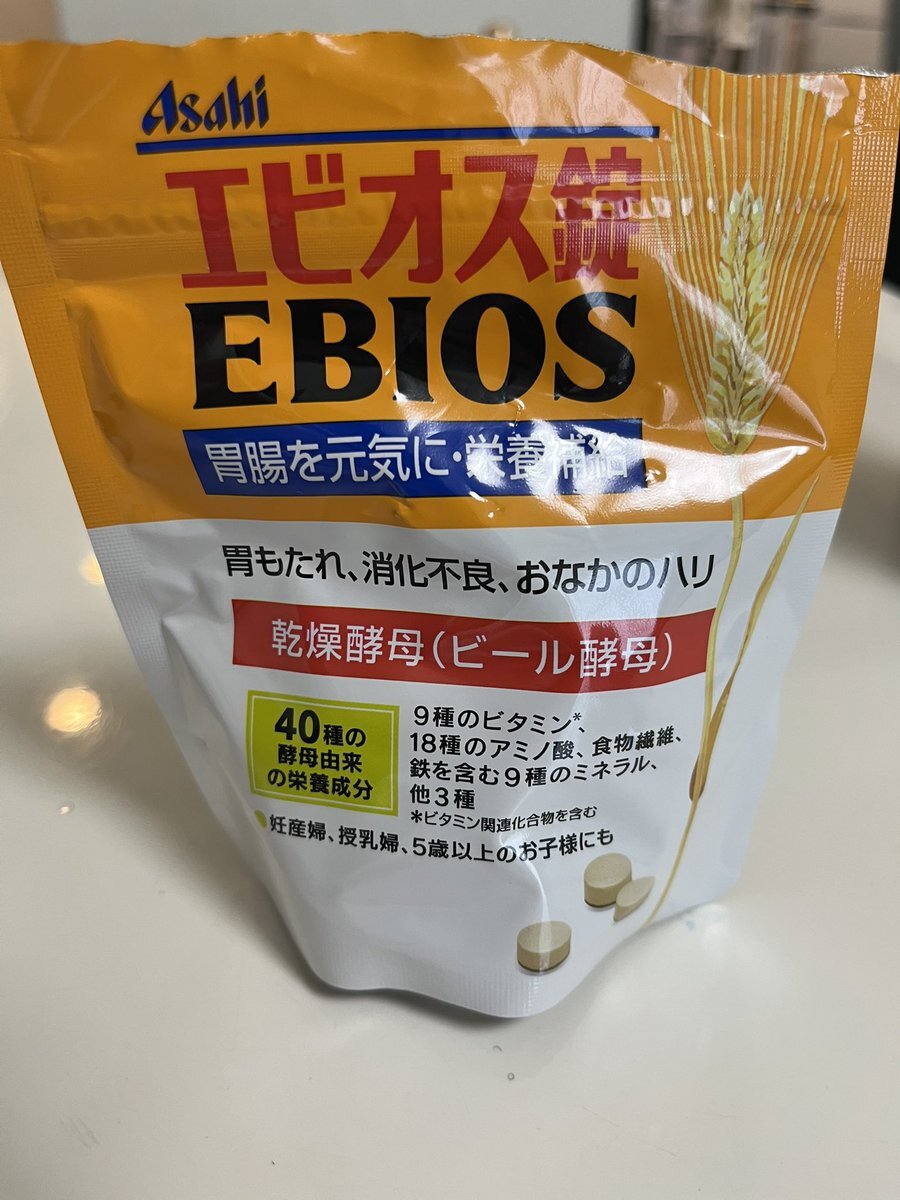 Asahi
エビオス錠
EBIOS
胃腸を元気に・栄養補給
胃もたれ、消化不良、おなかのハリ
乾燥酵母(ビール酵母)
40種の
酵母由来
の栄養成分
9種のビタミン*、
18種のアミノ酸、食物繊維、
鉄を含む9種のミネラル、
他3種
*ビタミン関連化合物を含む
●妊産婦、授乳婦、5歳以上のお子様にも